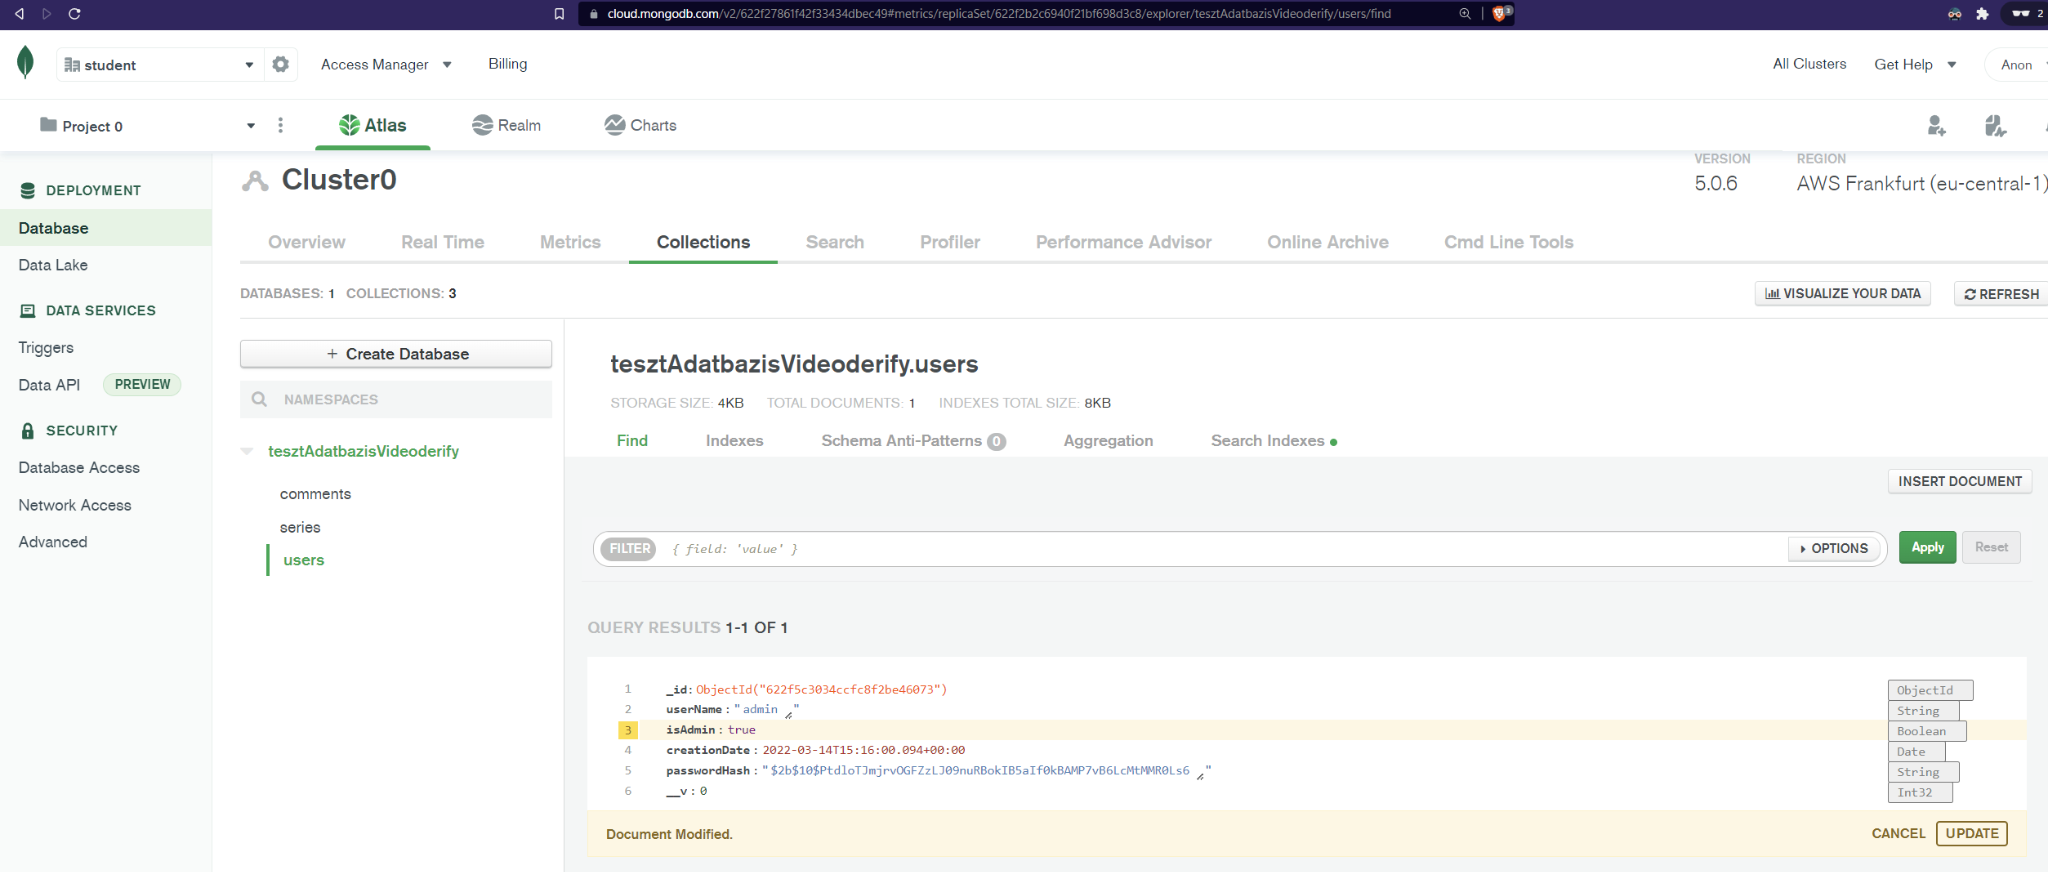 cloud.mongodb.com/v2/622f27861f42f33434dbec49#metrics/replicaSet/622f2b2c6940f21bf698d3c8/explorer/tesztAdatbazisVideoderify/users/find
3
2
student
Access Manager
Billing
All Clusters
Get Help
Anon
Project 0
Atlas
Realm
Charts
DEPLOYMENT
Database
Data Lake
DATA SERVICES
Triggers
Data API PREVIEW
SECURITY
Database Access
Network Access
Advanced
Cluster0
VERSION
5.0.6
REGION
AWS Frankfurt (eu-central-1)
Overview
Real Time
Metrics
Collections
Search
Profiler
Performance Advisor
Online Archive
Cmd Line Tools
DATABASES: 1 COLLECTIONS: 3
VISUALIZE YOUR DATA
REFRESH
+ Create Database
NAMESPACES
tesztAdatbazisVideoderify
comments
series
users
tesztAdatbazisVideoderify.users
STORAGE SIZE: 4KB TOTAL DOCUMENTS: 1 INDEXES TOTAL SIZE: 8KB
Find
Indexes
Schema Anti-Patterns 0
Aggregation
Search Indexes
INSERT DOCUMENT
FILTER { field: 'value' }
OPTIONS
Apply
Reset
QUERY RESULTS 1-1 OF 1
1 _id: ObjectId("622f5c3034ccfc8f2be46073") ObjectId
2 userName : "admin " String
3 isAdmin : true Boolean
4 creationDate : 2022-03-14T15:16:00.094+00:00 Date
5 passwordHash : "$2b$10$PtdloTJmjrvOGFZzLJ09nuRBokIB5aIf0kBAMP7vB6LcMtMMR0Ls6 " String
6 __v : 0 Int32
Document Modified.
CANCEL
UPDATE